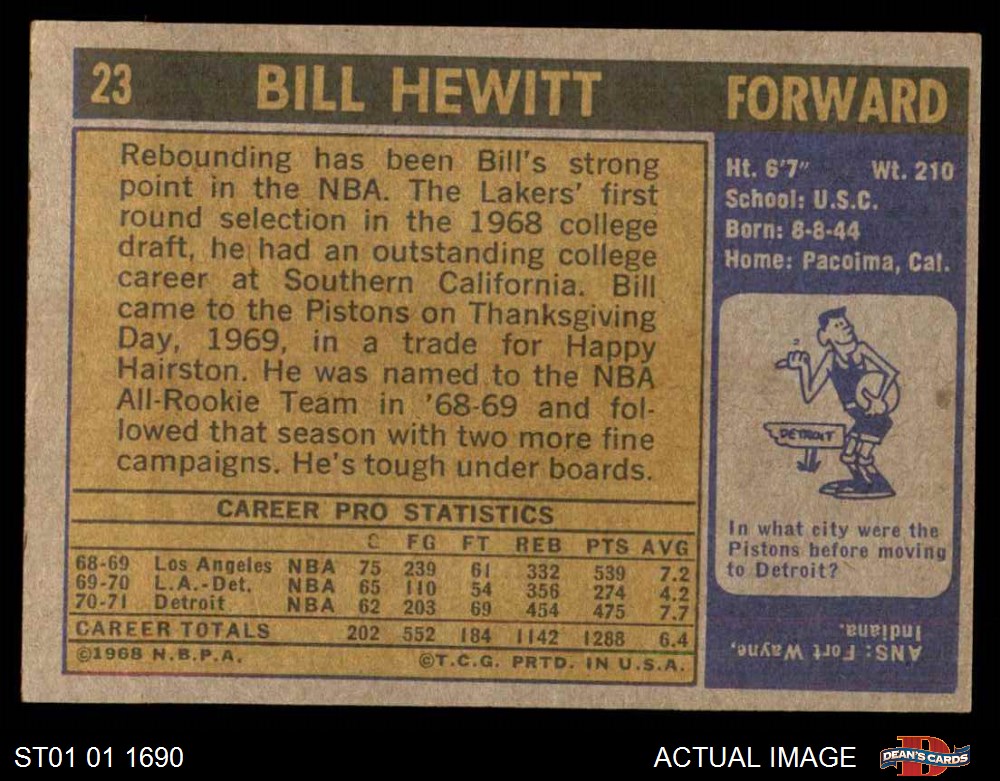 23 BILL HEWITT FORWARD
Rebounding has been Bill's strong
point in the NBA. The Lakers' first
round selection in the 1968 college
draft, he had an outstanding college
career at Southern California. Bill
came to the Pistons on Thanksgiving
Day, 1969, in a trade for Happy
Hairston. He was named to the NBA
All-Rookie Team in '68-69 and fol-
lowed that season with two more fine
campaigns. He's tough under boards.
CAREER PRO STATISTICS
G FG FT REB PTS AVG
68-69 Los Angeles NBA 75 239 61 332 539 7.2
69-70 L.A.-Det. NBA 65 110 54 356 274 4.2
70-71 Detroit NBA 62 203 69 454 475 7.7
CAREER TOTALS 202 552 184 1142 1288 6.4
©1968 N.B.P.A. ©T.C.G. PRTD. IN U.S.A.
Ht. 6'7" Wt. 210
School: U.S.C.
Born: 8-8-44
Home: Pacoima, Cal.
DETROIT
In what city were the
Pistons before moving
to Detroit?
ANS: Fort Wayne,
Indiana.
ST01 01 1690 ACTUAL IMAGE DEAN'S CARDS